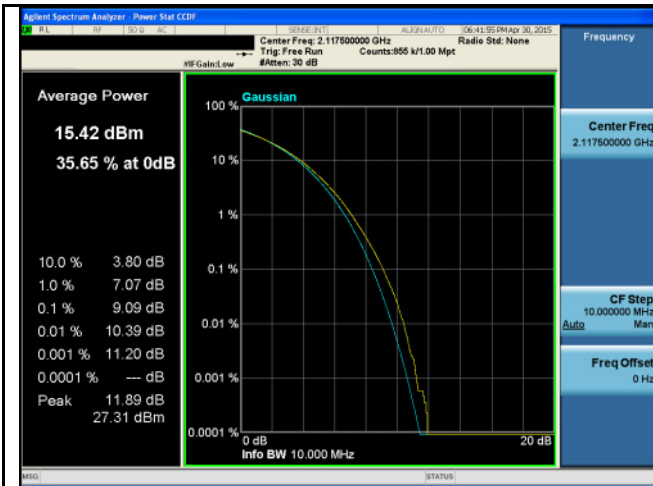 Agilent Spectrum Analyzer - Power Stat CCDF
RL RF 50 Ω AC SENSE:INT ALIGN AUTO 06:41:55 PM Apr 30, 2015
Center Freq: 2.117500000 GHz Radio Std: None
Trig: Free Run Counts:855 k/1.00 Mpt
#IFGain:Low #Atten: 30 dB
Frequency
Average Power
15.42 dBm
35.65 % at 0dB
10.0 % 3.80 dB
1.0 % 7.07 dB
0.1 % 9.09 dB
0.01 % 10.39 dB
0.001 % 11.20 dB
0.0001 % --- dB
Peak 11.89 dB
27.31 dBm
Gaussian
100 %
10 %
1 %
0.1 %
0.01 %
0.001 %
0.0001 %
0 dB 20 dB
Info BW 10.000 MHz
Center Freq
2.117500000 GHz
CF Step
10.000000 MHz
Auto Man
Freq Offset
0 Hz
MSG STATUS